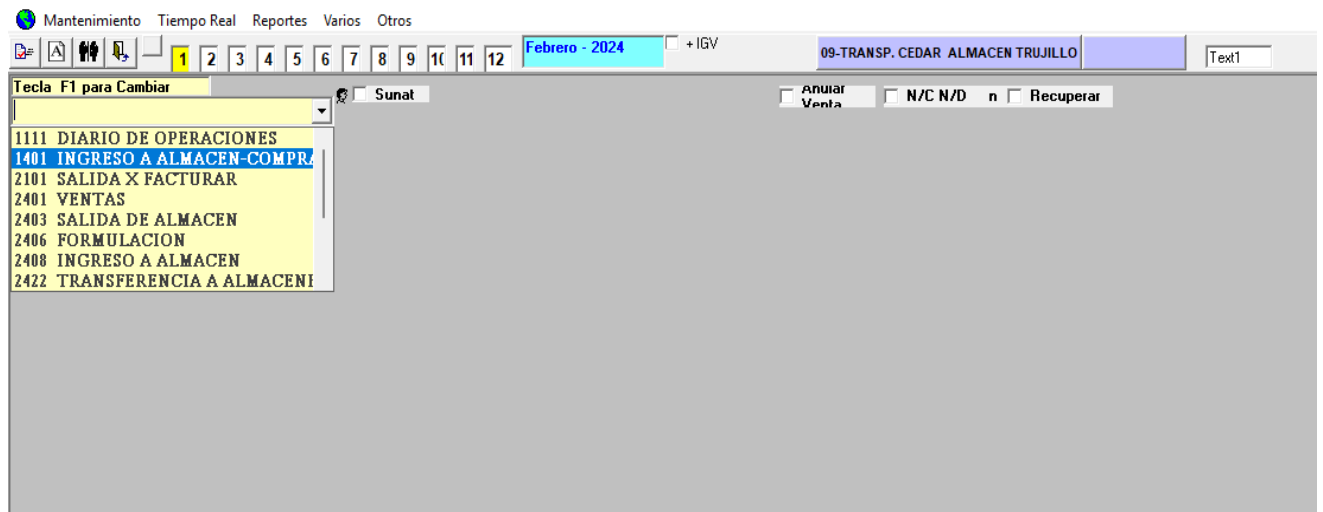 Mantenimiento Tiempo Real Reportes Varios Otros
A 1 2 3 4 5 6 7 8 9 1( 11 12 Febrero - 2024 + IGV 09-TRANSP. CEDAR ALMACEN TRUJILLO Text1
Tecla F1 para Cambiar
Sunat Anular Venta N/C N/D n Recuperar
1111 DIARIO DE OPERACIONES
1401 INGRESO A ALMACEN-COMPRA
2101 SALIDA X FACTURAR
2401 VENTAS
2403 SALIDA DE ALMACEN
2406 FORMULACION
2408 INGRESO A ALMACEN
2422 TRANSFERENCIA A ALMACENE